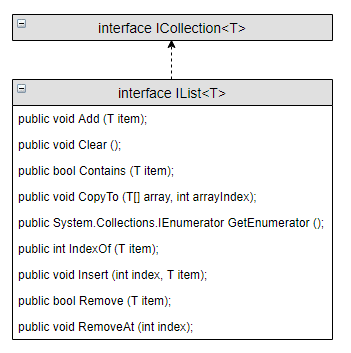 interface ICollection<T>
interface IList<T>
public void Add (T item);
public void Clear ();
public bool Contains (T item);
public void CopyTo (T[] array, int arrayIndex);
public System.Collections.IEnumerator GetEnumerator ();
public int IndexOf (T item);
public void Insert (int index, T item);
public bool Remove (T item);
public void RemoveAt (int index);